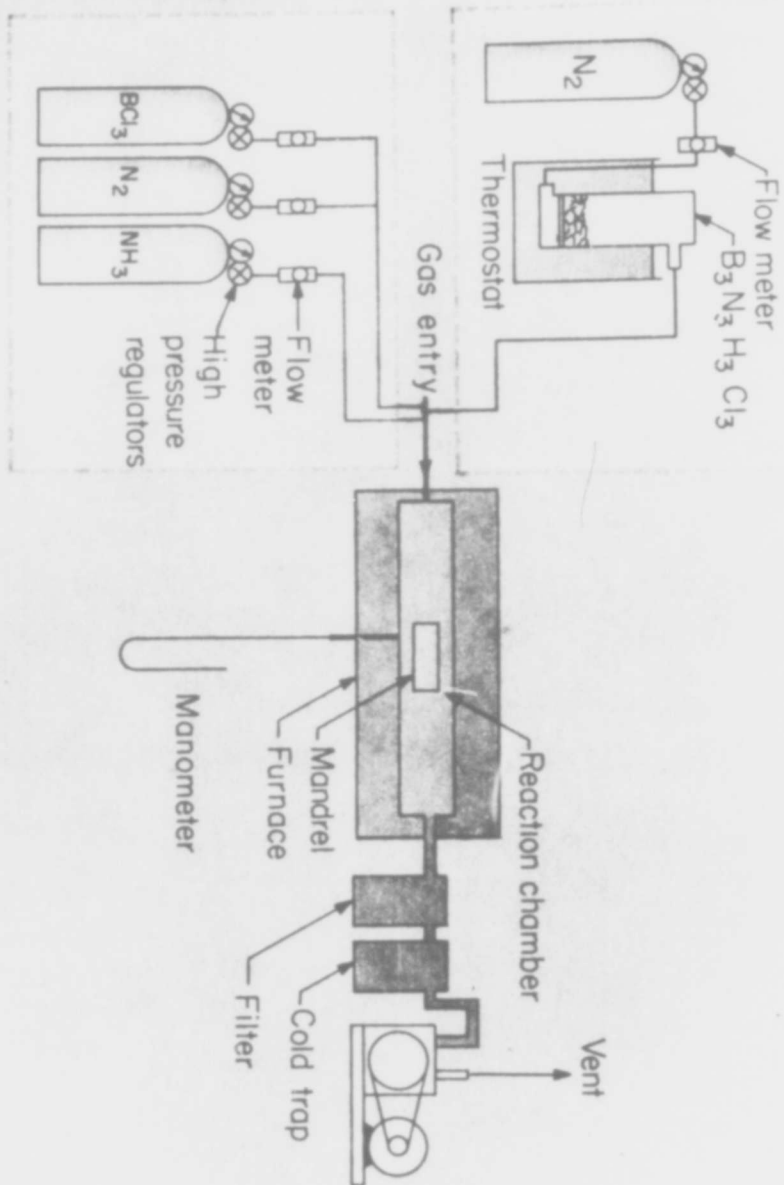 N2
Flow meter
B3N3H3Cl3
Thermostat
BCl3
N2
NH3
Flow
meter
High
pressure
regulators
Gas entry
Reaction chamber
Mandrel
Furnace
Manometer
Filter
Cold trap
Vent